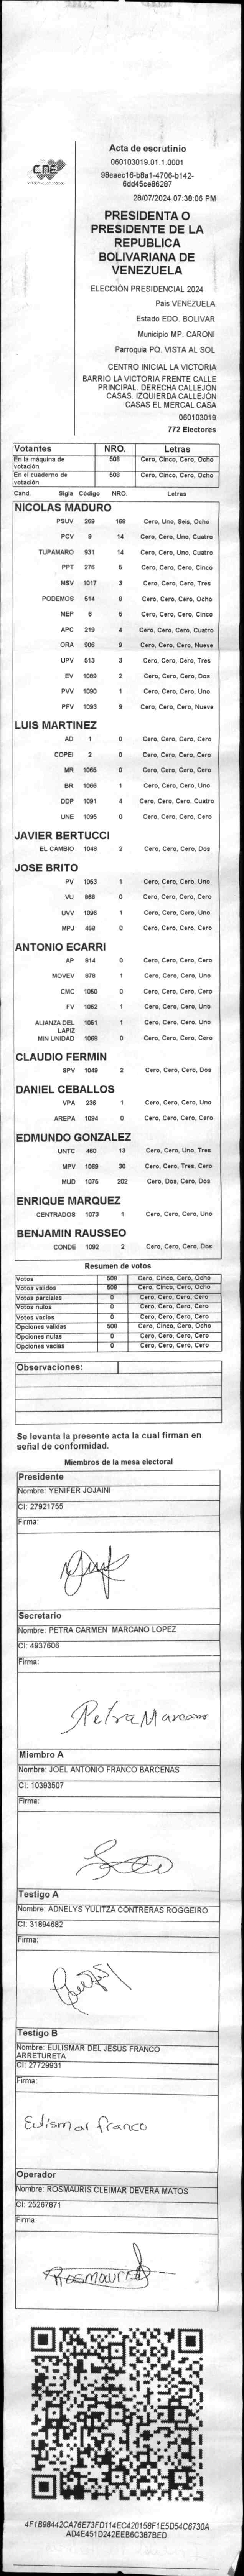 CNE
Acta de escrutinio
060103019.01.1.0001
98eaec16-b8a1-4706-b142-
6dd45ce86287
28/07/2024 07:38:06 PM
PRESIDENTA O
PRESIDENTE DE LA
REPUBLICA
BOLIVARIANA DE
VENEZUELA
ELECCIÓN PRESIDENCIAL 2024
Pais VENEZUELA
Estado EDO. BOLIVAR
Municipio MP. CARONI
Parroquia PQ. VISTA AL SOL
CENTRO INICIAL LA VICTORIA
BARRIO LA VICTORIA FRENTE CALLE
PRINCIPAL. DERECHA CALLEJÓN
CASAS. IZQUIERDA CALLEJÓN
CASAS EL MERCAL CASA
060103019
772 Electores
Votantes NRO. Letras
En la máquina de votación 508 Cero, Cinco, Cero, Ocho
En el cuaderno de votación 508 Cero, Cinco, Cero, Ocho
Cand. Sigla Código NRO. Letras
NICOLAS MADURO
PSUV 269 168 Cero, Uno, Seis, Ocho
PCV 9 14 Cero, Cero, Uno, Cuatro
TUPAMARO 931 14 Cero, Cero, Uno, Cuatro
PPT 276 5 Cero, Cero, Cero, Cinco
MSV 1017 3 Cero, Cero, Cero, Tres
PODEMOS 514 8 Cero, Cero, Cero, Ocho
MEP 6 5 Cero, Cero, Cero, Cinco
APC 219 4 Cero, Cero, Cero, Cuatro
ORA 906 9 Cero, Cero, Cero, Nueve
UPV 513 3 Cero, Cero, Cero, Tres
EV 1089 2 Cero, Cero, Cero, Dos
PVV 1090 1 Cero, Cero, Cero, Uno
PFV 1093 9 Cero, Cero, Cero, Nueve
LUIS MARTINEZ
AD 1 0 Cero, Cero, Cero, Cero
COPEI 2 0 Cero, Cero, Cero, Cero
MR 1065 0 Cero, Cero, Cero, Cero
BR 1066 1 Cero, Cero, Cero, Uno
DDP 1091 4 Cero, Cero, Cero, Cuatro
UNE 1095 0 Cero, Cero, Cero, Cero
JAVIER BERTUCCI
EL CAMBIO 1048 2 Cero, Cero, Cero, Dos
JOSE BRITO
PV 1053 1 Cero, Cero, Cero, Uno
VU 868 0 Cero, Cero, Cero, Cero
UVV 1096 1 Cero, Cero, Cero, Uno
MPJ 459 0 Cero, Cero, Cero, Cero
ANTONIO ECARRI
AP 814 0 Cero, Cero, Cero, Cero
MOVEV 878 1 Cero, Cero, Cero, Uno
CMC 1050 0 Cero, Cero, Cero, Cero
FV 1062 1 Cero, Cero, Cero, Uno
ALIANZA DEL LAPIZ 1051 1 Cero, Cero, Cero, Uno
MIN UNIDAD 1068 0 Cero, Cero, Cero, Cero
CLAUDIO FERMIN
SPV 1049 2 Cero, Cero, Cero, Dos
DANIEL CEBALLOS
VPA 236 1 Cero, Cero, Cero, Uno
AREPA 1094 0 Cero, Cero, Cero, Cero
EDMUNDO GONZALEZ
UNTC 460 13 Cero, Cero, Uno, Tres
MPV 1069 30 Cero, Cero, Tres, Cero
MUD 1075 202 Cero, Dos, Cero, Dos
ENRIQUE MARQUEZ
CENTRADOS 1073 1 Cero, Cero, Cero, Uno
BENJAMIN RAUSSEO
CONDE 1092 2 Cero, Cero, Cero, Dos
Resumen de votos
Votos 508 Cero, Cinco, Cero, Ocho
Votos validos 508 Cero, Cinco, Cero, Ocho
Votos parciales 0 Cero, Cero, Cero, Cero
Votos nulos 0 Cero, Cero, Cero, Cero
Votos vacios 0 Cero, Cero, Cero, Cero
Opciones validas 508 Cero, Cinco, Cero, Ocho
Opciones nulas 0 Cero, Cero, Cero, Cero
Opciones vacias 0 Cero, Cero, Cero, Cero
Observaciones:
Se levanta la presente acta la cual firman en
señal de conformidad.
Miembros de la mesa electoral
Presidente
Nombre: YENIFER JOJAINI
CI: 27921755
Firma:
Secretario
Nombre: PETRA CARMEN MARCANO LOPEZ
CI: 4937606
Firma:
Petra Marcano
Miembro A
Nombre: JOEL ANTONIO FRANCO BARCENAS
CI: 10393507
Firma:
Testigo A
Nombre: ADNELYS YULITZA CONTRERAS ROGGEIRO
CI: 31894682
Firma:
Testigo B
Nombre: EULISMAR DEL JESUS FRANCO
ARRETURETA
CI: 27729931
Firma:
Eulismar franco
Operador
Nombre: ROSMAURIS CLEIMAR DEVERA MATOS
CI: 25267871
Firma:
Rosmauris
4F1B98442CA76E73FD114EC420158F1E5D54C8730A
AD4E451D242EEB6C387BED